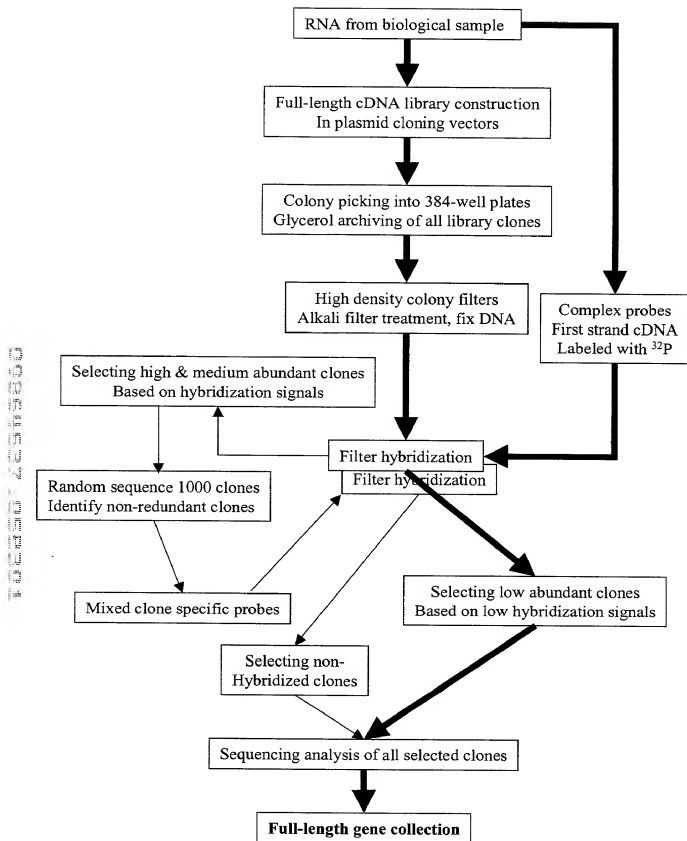 RNA from biological sample
Full-length cDNA library construction
In plasmid cloning vectors
Colony picking into 384-well plates
Glycerol archiving of all library clones
High density colony filters
Alkali filter treatment, fix DNA
Complex probes
First strand cDNA
Labeled with 32P
Selecting high & medium abundant clones
Based on hybridization signals
Filter hybridization
Filter hybridization
Random sequence 1000 clones
Identify non-redundant clones
Mixed clone specific probes
Selecting low abundant clones
Based on low hybridization signals
Selecting non-
Hybridized clones
Sequencing analysis of all selected clones
Full-length gene collection